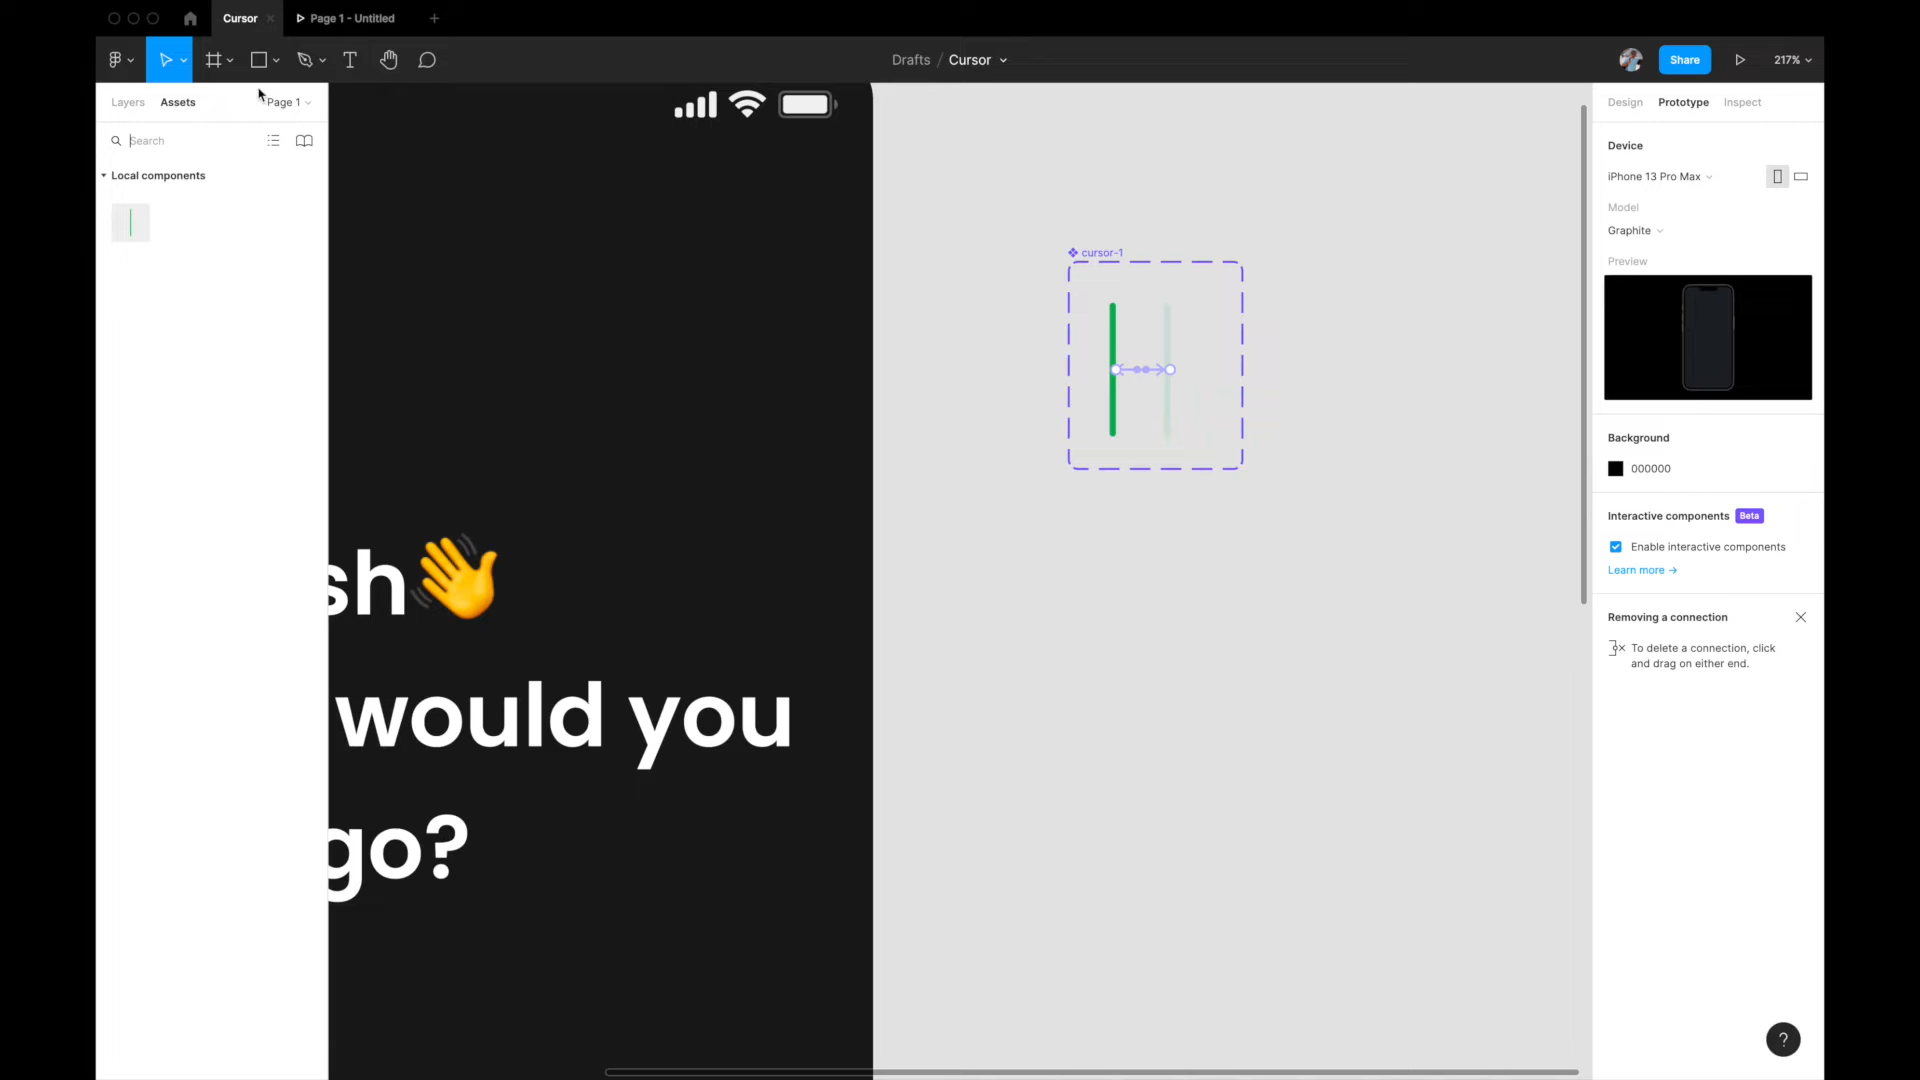 Cursor
Page 1 - Untitled
Drafts / Cursor
Share
217%
Layers
Assets
Page 1
Search
Local components
cursor-1
sh👋
would you
go?
Design
Prototype
Inspect
Device
iPhone 13 Pro Max
Model
Graphite
Preview
Background
000000
Interactive components
Beta
Enable interactive components
Learn more →
Removing a connection
To delete a connection, click
and drag on either end.
?